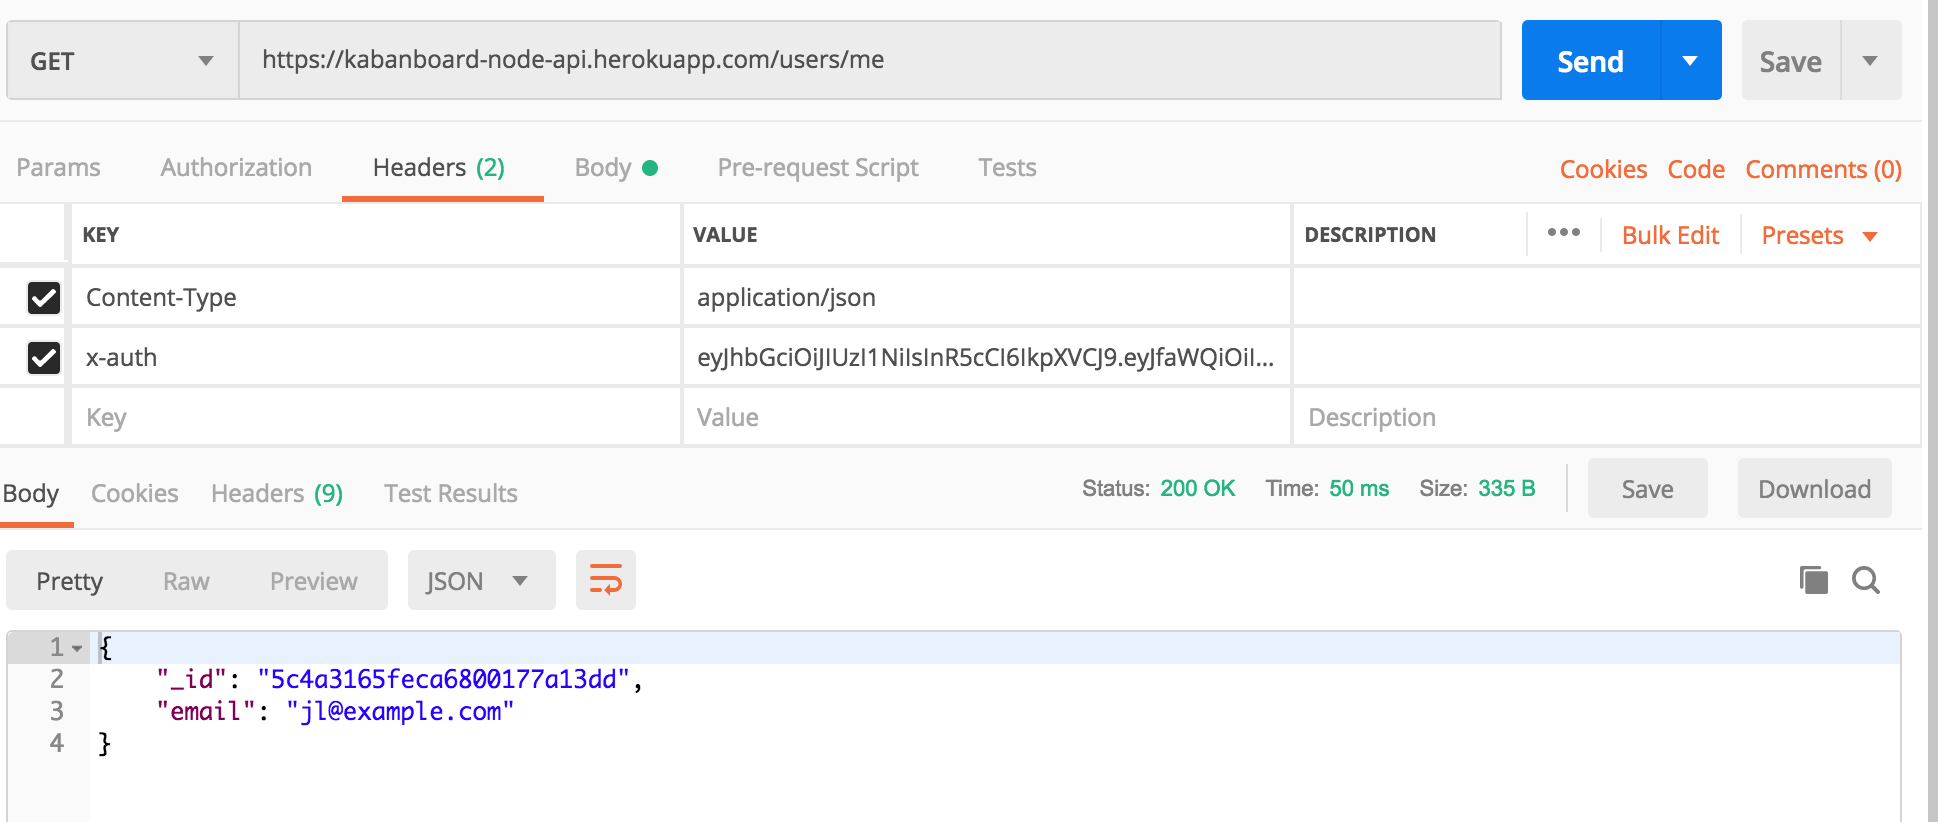 GET https://kabanboard-node-api.herokuapp.com/users/me Send Save
Params Authorization Headers (2) Body Pre-request Script Tests Cookies Code Comments (0)
KEY VALUE DESCRIPTION ••• Bulk Edit Presets
Content-Type application/json
x-auth eyJhbGciOiJIUzI1NiIsInR5cCI6IkpXVCJ9.eyJfaWQiOiI...
Key Value Description
Body Cookies Headers (9) Test Results Status: 200 OK Time: 50 ms Size: 335 B Save Download
Pretty Raw Preview JSON
1 {
2 "_id": "5c4a3165feca6800177a13dd",
3 "email": "jl@example.com"
4 }